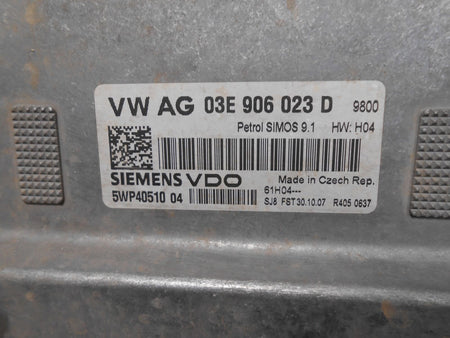 VW AG 03E 906 023 D 9800
Petrol SIMOS 9.1 HW: H04
SIEMENS VDO Made in Czech Rep.
5WP40510 04 61H04---
SJ8 FST30.10.07 R405 0637